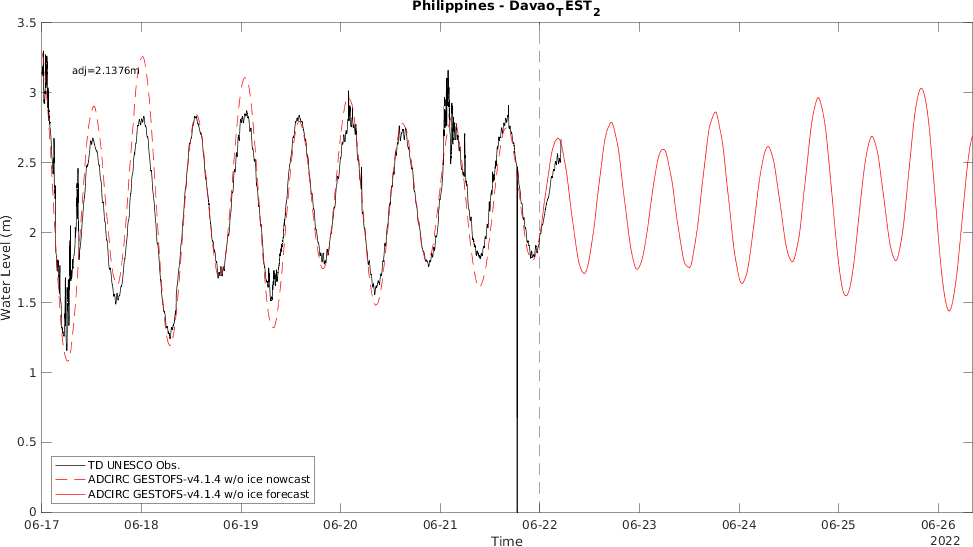 Philippines - Davao_TEST_2
3.5
3
2.5
2
1.5
1
0.5
0
Water Level (m)
adj=2.1376m
TD UNESCO Obs.
ADCIRC GESTOFS-v4.1.4 w/o ice nowcast
ADCIRC GESTOFS-v4.1.4 w/o ice forecast
06-17 06-18 06-19 06-20 06-21 06-22 06-23 06-24 06-25 06-26
Time
2022